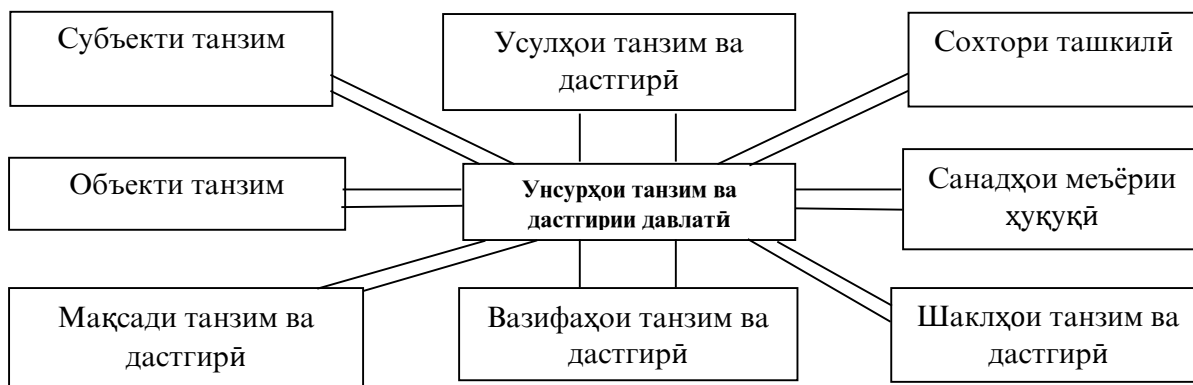 Субъекти танзим
Усулҳои танзим ва
дастгирӣ
Сохтори ташкилӣ
Объекти танзим
Унсурҳои танзим ва
дастгирии давлатӣ
Санадҳои меъёрии
ҳуқуқӣ
Мақсади танзим ва
дастгирӣ
Вазифаҳои танзим ва
дастгирӣ
Шаклҳои танзим ва
дастгирӣ